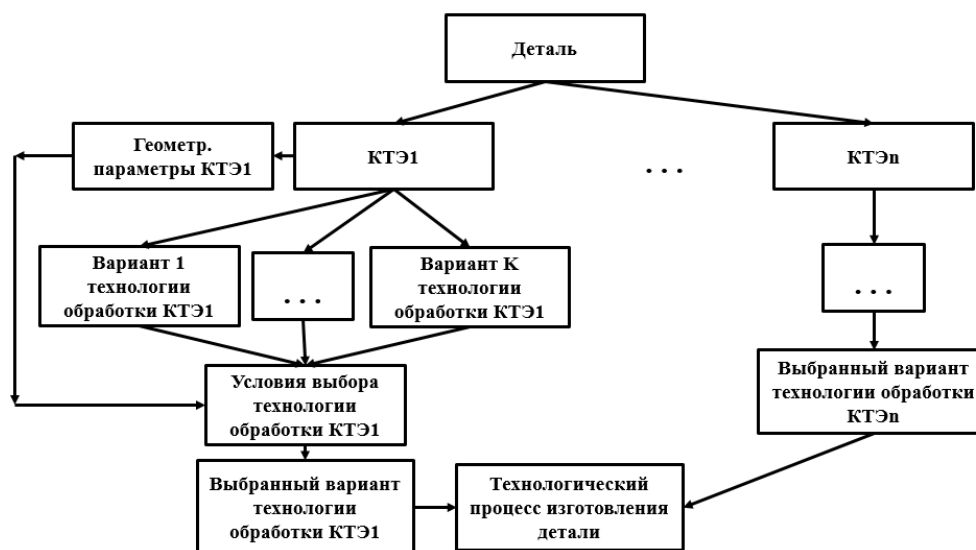 Деталь
Геометр.
параметры КТЭ1
КТЭ1
...
КТЭn
Вариант 1
технологии
обработки КТЭ1
...
Вариант K
технологии
обработки КТЭ1
...
Условия выбора
технологии
обработки КТЭ1
Выбранный вариант
технологии обработки
КТЭn
Выбранный вариант
технологии
обработки КТЭ1
Технологический
процесс изготовления
детали